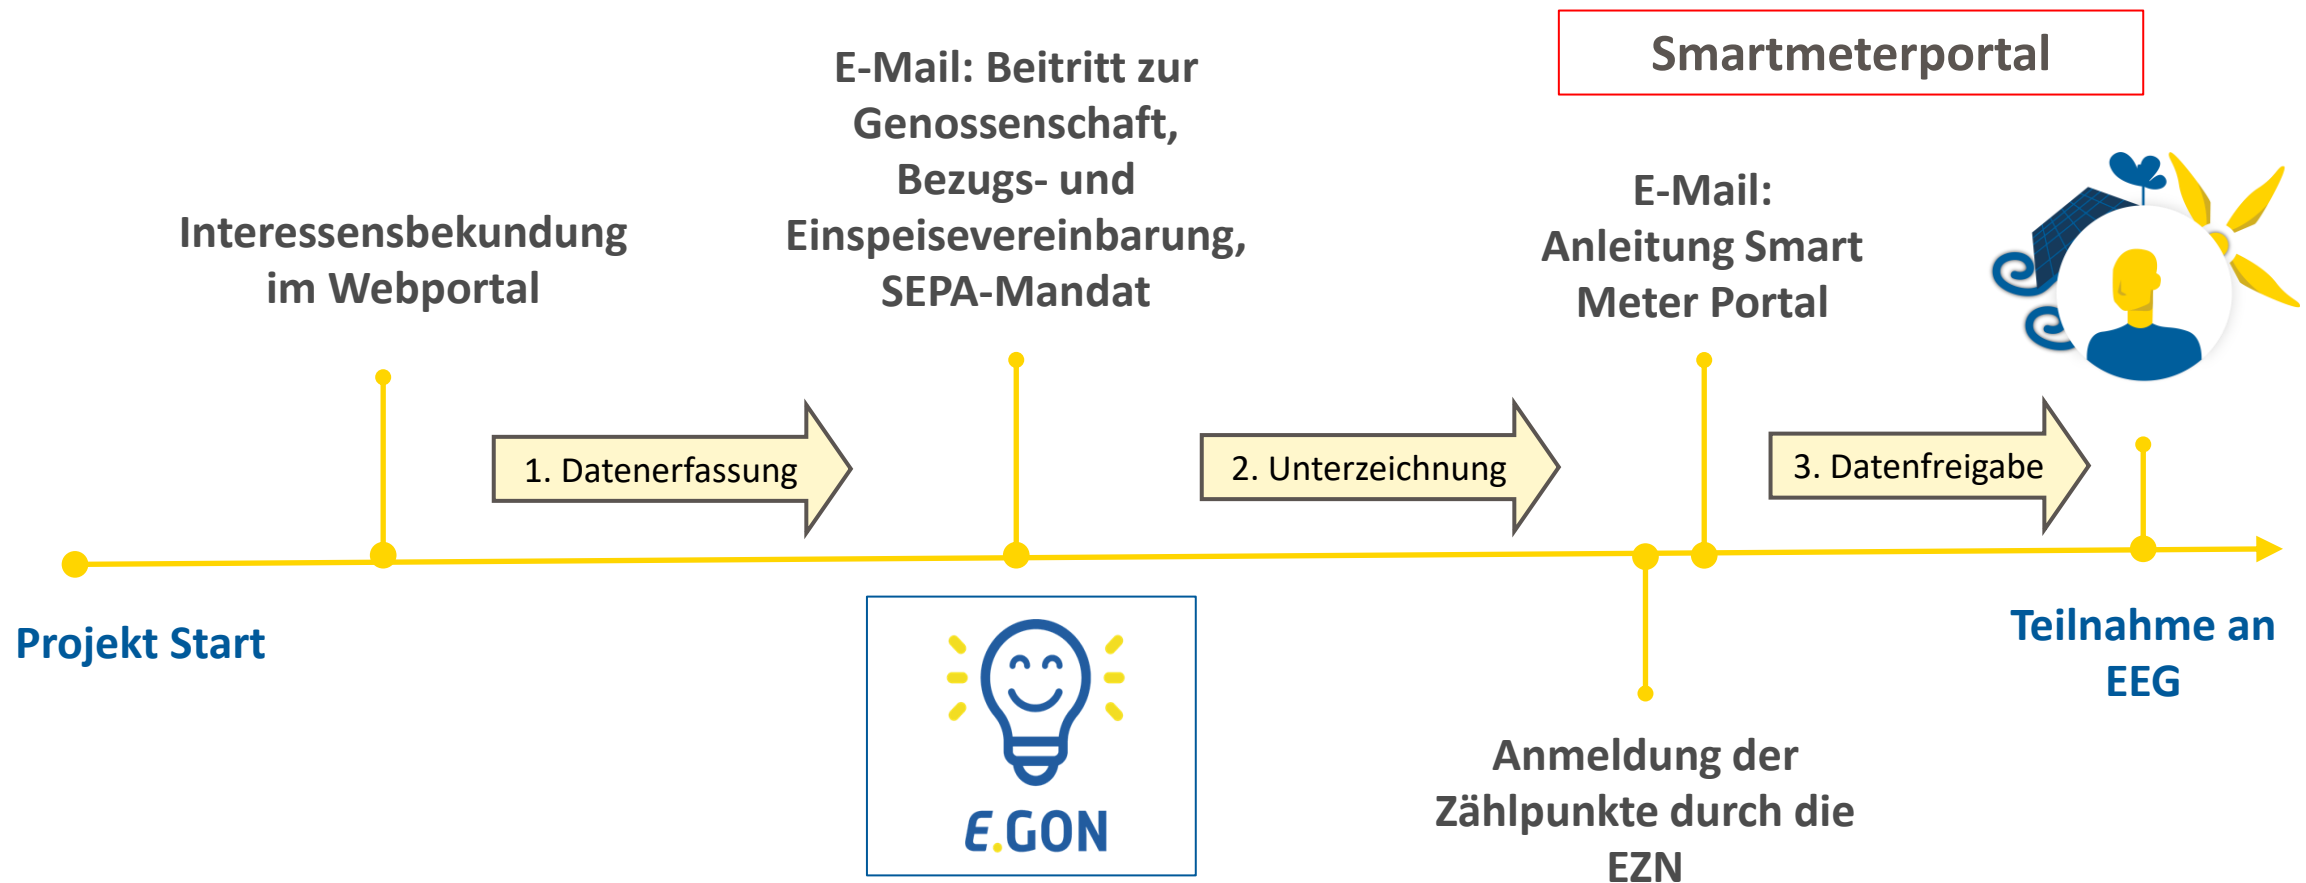 Smartmeterportal
E-Mail: Beitritt zur
Genossenschaft,
Bezugs- und
Einspeisevereinbarung,
SEPA-Mandat
Interessensbekundung
im Webportal
E-Mail:
Anleitung Smart
Meter Portal
1. Datenerfassung
2. Unterzeichnung
3. Datenfreigabe
Projekt Start
Teilnahme an
EEG
E.GON
Anmeldung der
Zählpunkte durch die
EZN